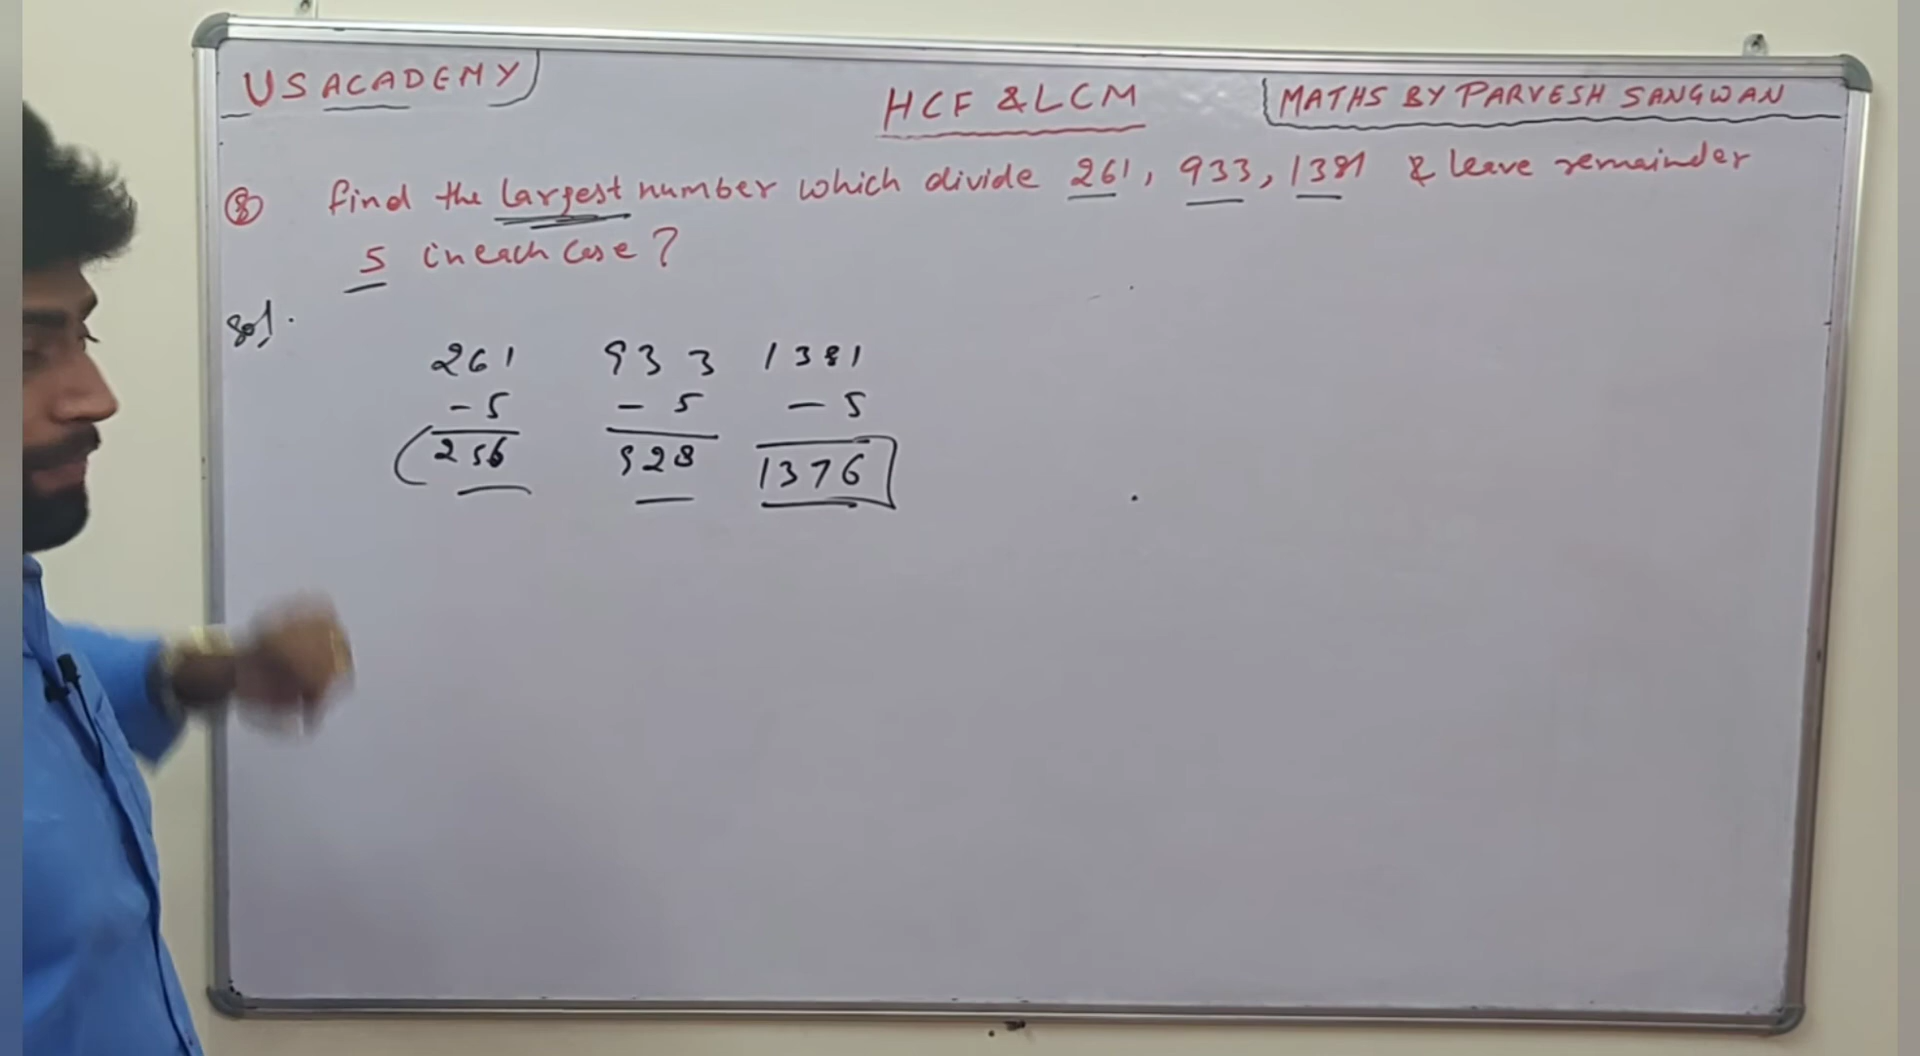 US ACADEMY
HCF & LCM
MATHS BY PARVESH SANGWAN
Q find the largest number which divide 261, 933, 1381 & leave remainder
5 in each case?
Sol.
261 933 1381
- 5 - 5 - 5
256 928 1376